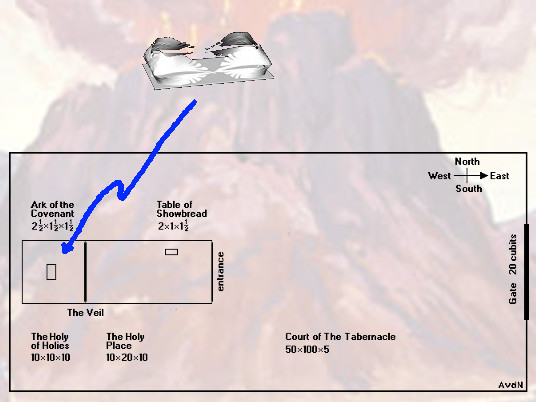 North
West East
South
Ark of the
Covenant
2½×1½×1½
Table of
Showbread
2×1×1½
entrance
Gate 20 cubits
The Veil
The Holy
of Holies
10×10×10
The Holy
Place
10×20×10
Court of The Tabernacle
50×100×5
AvdN